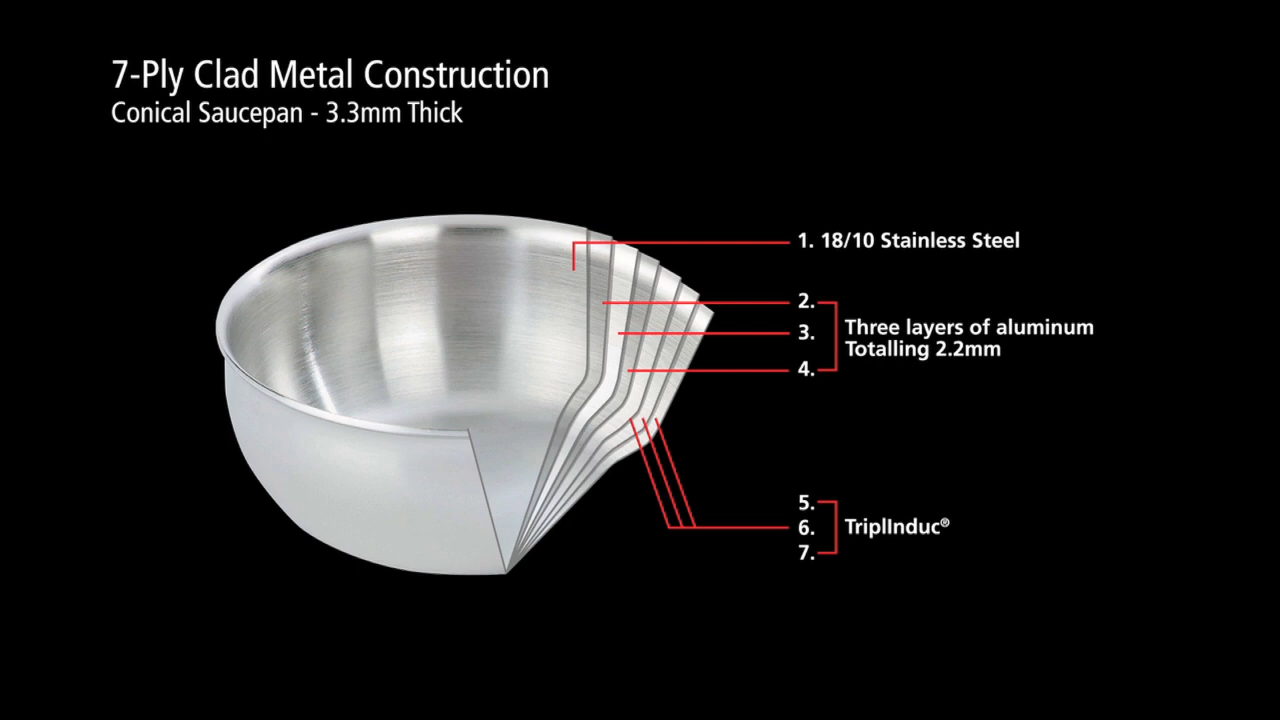 7-Ply Clad Metal Construction
Conical Saucepan - 3.3mm Thick
1. 18/10 Stainless Steel
2.
3.
4.
Three layers of aluminum
Totalling 2.2mm
5.
6.
7.
TriplInduc®